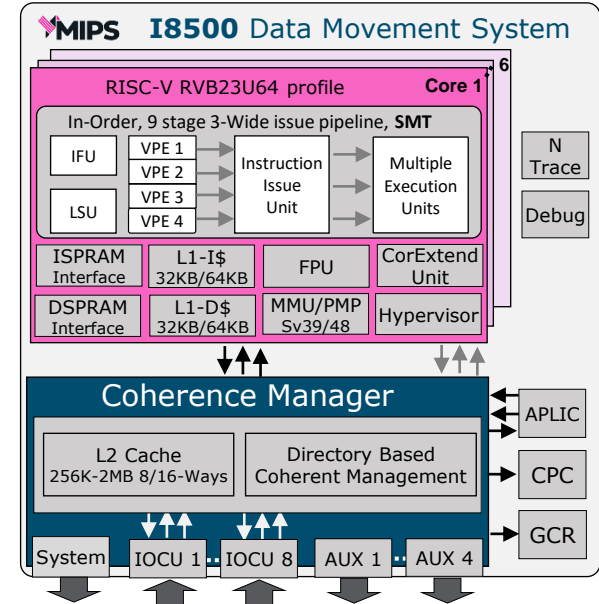 MIPS I8500 Data Movement System
6
RISC-V RVB23U64 profile Core 1
In-Order, 9 stage 3-Wide issue pipeline, SMT
IFU
LSU
VPE 1
VPE 2
VPE 3
VPE 4
Instruction
Issue
Unit
Multiple
Execution
Units
N
Trace
Debug
ISPRAM
Interface
L1-I$
32KB/64KB
FPU
CorExtend
Unit
DSPRAM
Interface
L1-D$
32KB/64KB
MMU/PMP
Sv39/48
Hypervisor
Coherence Manager
L2 Cache
256K-2MB 8/16-Ways
Directory Based
Coherent Management
APLIC
CPC
GCR
System
IOCU 1
..
IOCU 8
AUX 1
..
AUX 4